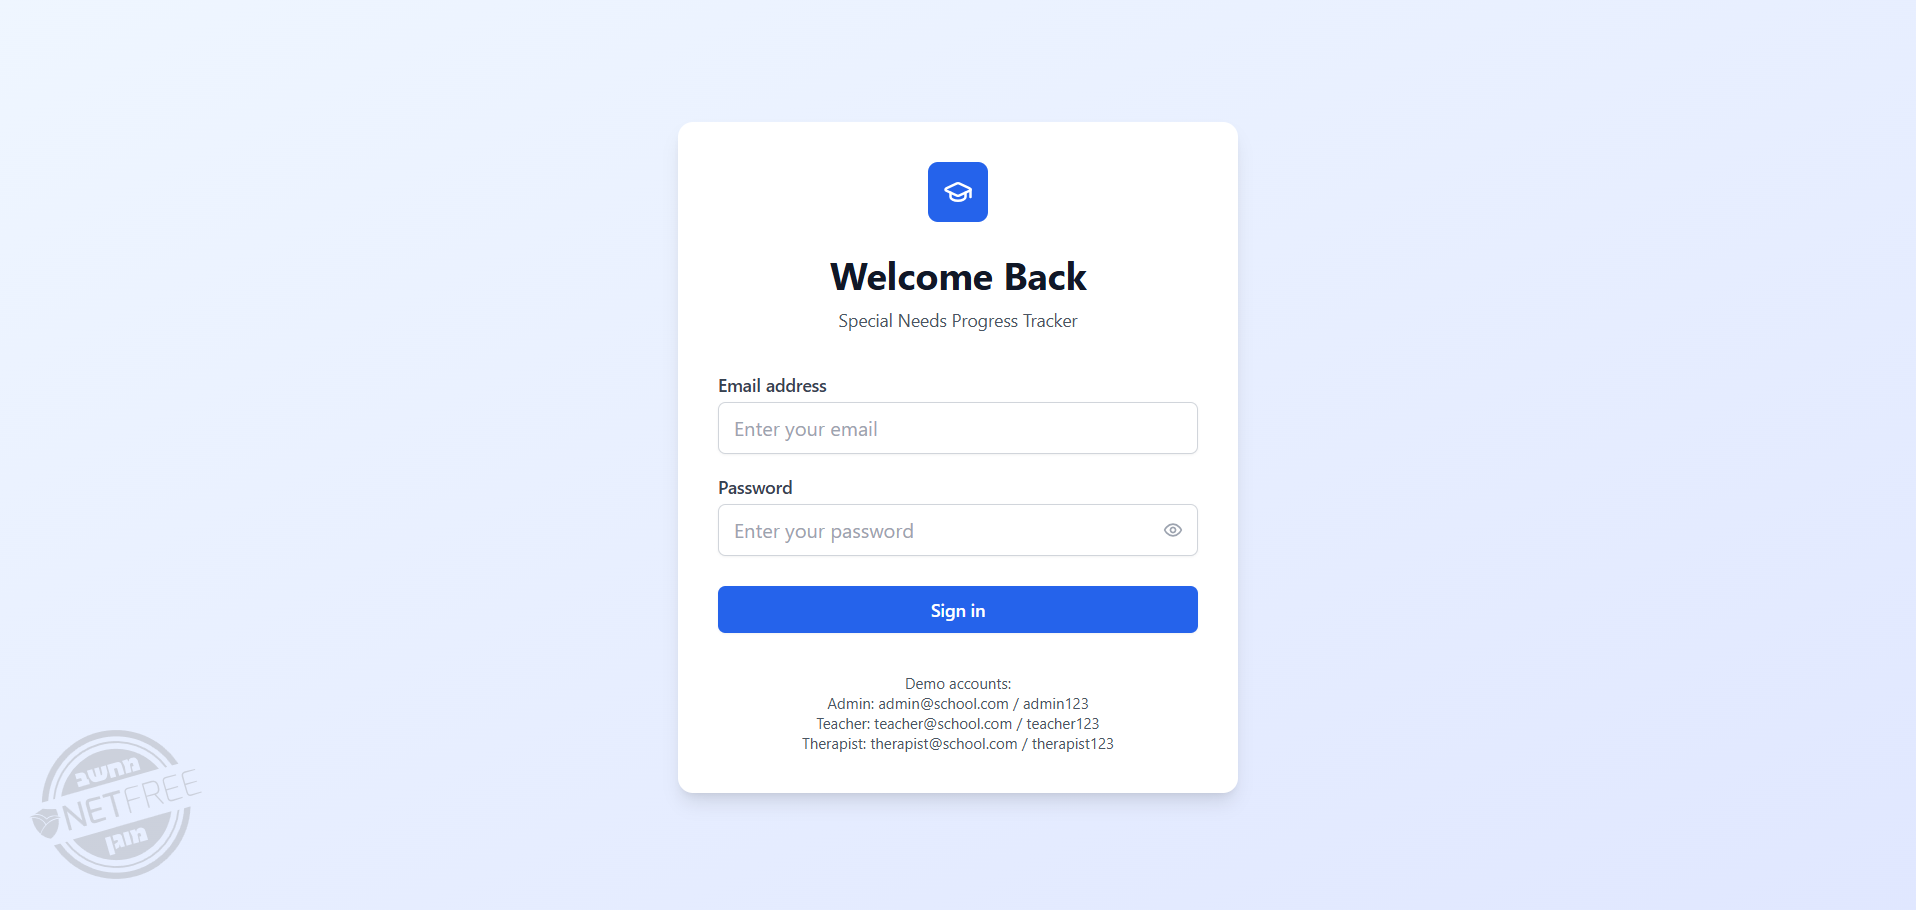 Welcome Back
Special Needs Progress Tracker
Email address
Enter your email
Password
Enter your password
Sign in
Demo accounts:
Admin: admin@school.com / admin123
Teacher: teacher@school.com / teacher123
Therapist: therapist@school.com / therapist123
מחשב
NETFREE
מוגן